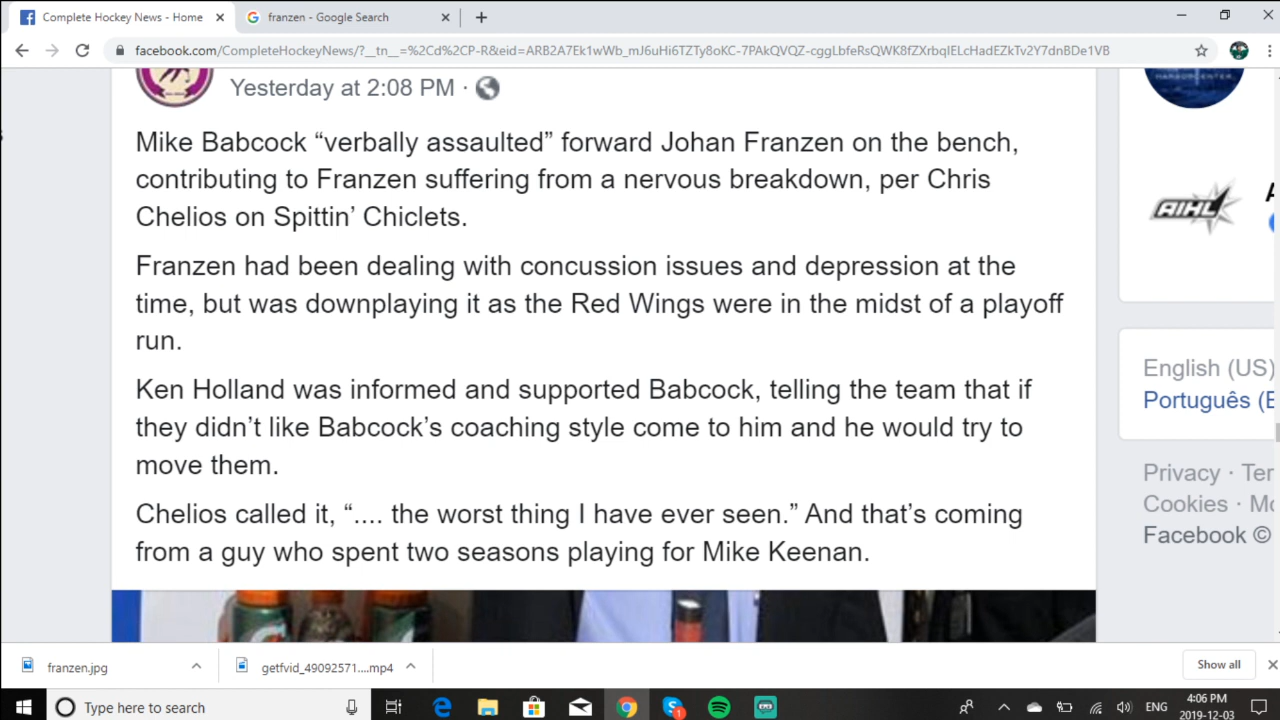 Complete Hockey News - Home
franzen - Google Search
facebook.com/CompleteHockeyNews/?__tn__=%2Cd%2CP-R&eid=ARB2A7Ek1wWb_mJ6uHi6TZTy8oKC-7PAkQVQZ-cggLbfeRsQWK8fZXrbqIELcHadEZkTv2Y7dnBDe1VB
Yesterday at 2:08 PM ·
Mike Babcock “verbally assaulted” forward Johan Franzen on the bench,
contributing to Franzen suffering from a nervous breakdown, per Chris
Chelios on Spittin’ Chiclets.
Franzen had been dealing with concussion issues and depression at the
time, but was downplaying it as the Red Wings were in the midst of a playoff
run.
Ken Holland was informed and supported Babcock, telling the team that if
they didn’t like Babcock’s coaching style come to him and he would try to
move them.
Chelios called it, “.... the worst thing I have ever seen.” And that’s coming
from a guy who spent two seasons playing for Mike Keenan.
AIHL
English (US)
Português (
Privacy · Ter
Cookies ·
Facebook ©
franzen.jpg
getfvid_49092571....mp4
Show all
Type here to search
ENG
4:06 PM
2019-12-03